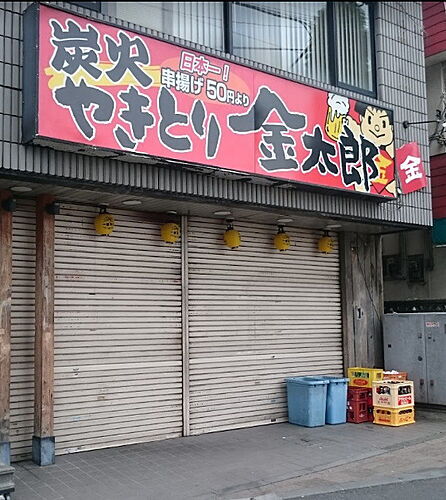 炭火
やきとり
日本一！
串揚げ50円より
金太郎
金